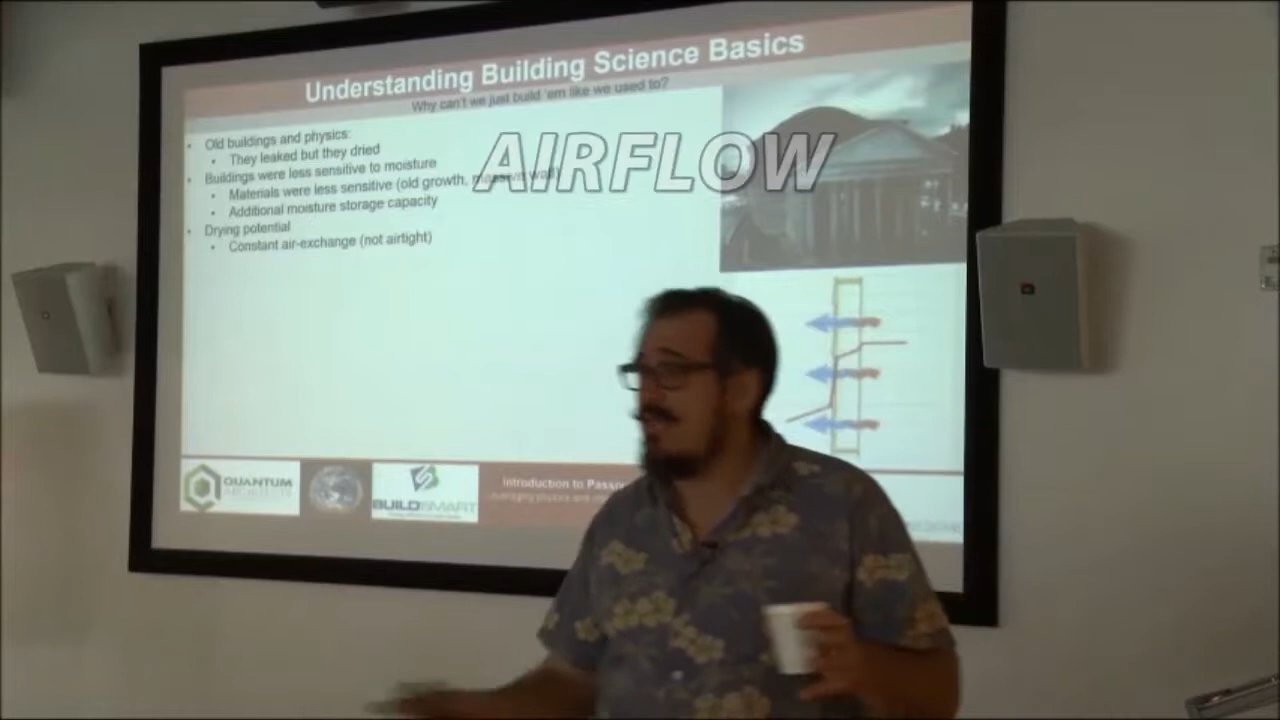 Understanding Building Science Basics
Why can't we just build 'em like we used to?
AIRFLOW
• Old buildings and physics:
• They leaked but they dried
• Buildings were less sensitive to moisture
• Materials were less sensitive (old growth, massive wall)
• Additional moisture storage capacity
• Drying potential
• Constant air-exchange (not airtight)
QUANTUM
BUILDSMART
Introduction to